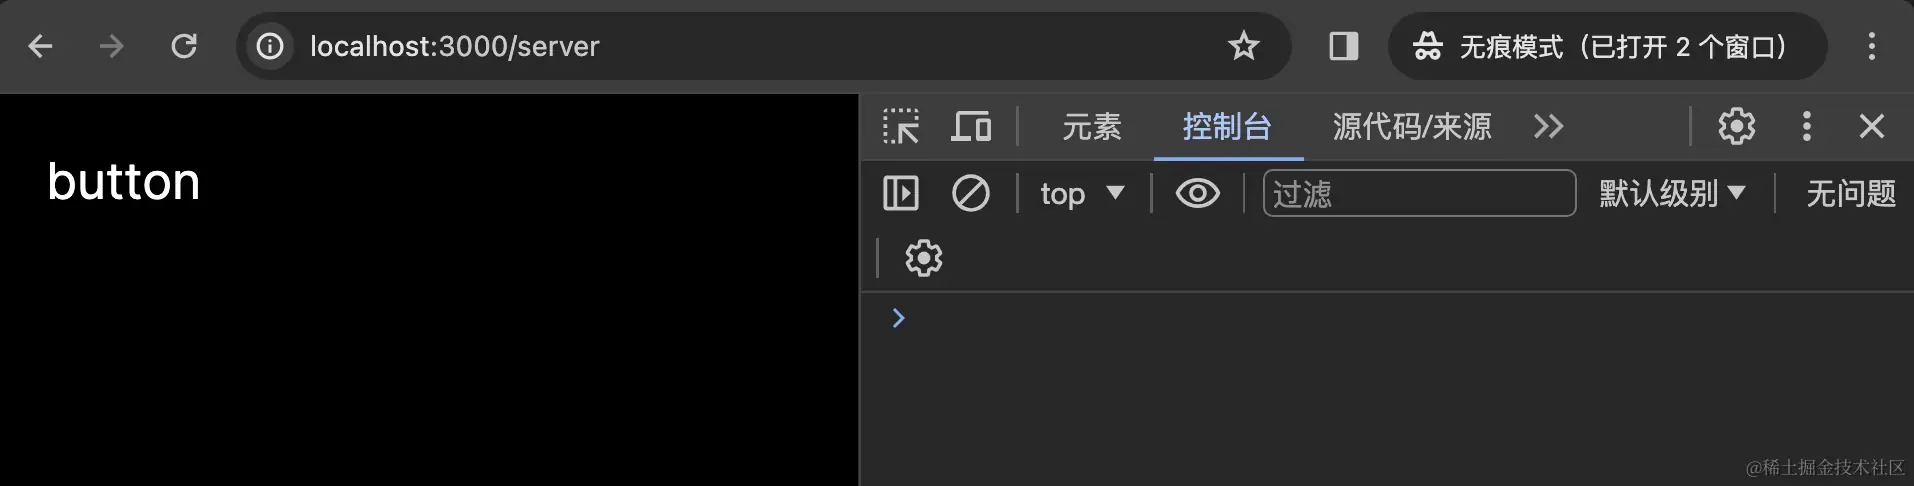 localhost:3000/server
无痕模式（已打开 2 个窗口）
button
元素 控制台 源代码/来源
top 过滤 默认级别 无问题
@稀土掘金技术社区